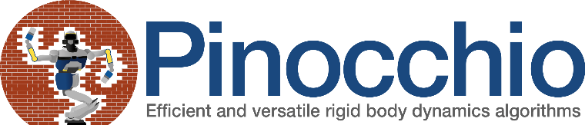 Pinocchio
Efficient and versatile rigid body dynamics algorithms